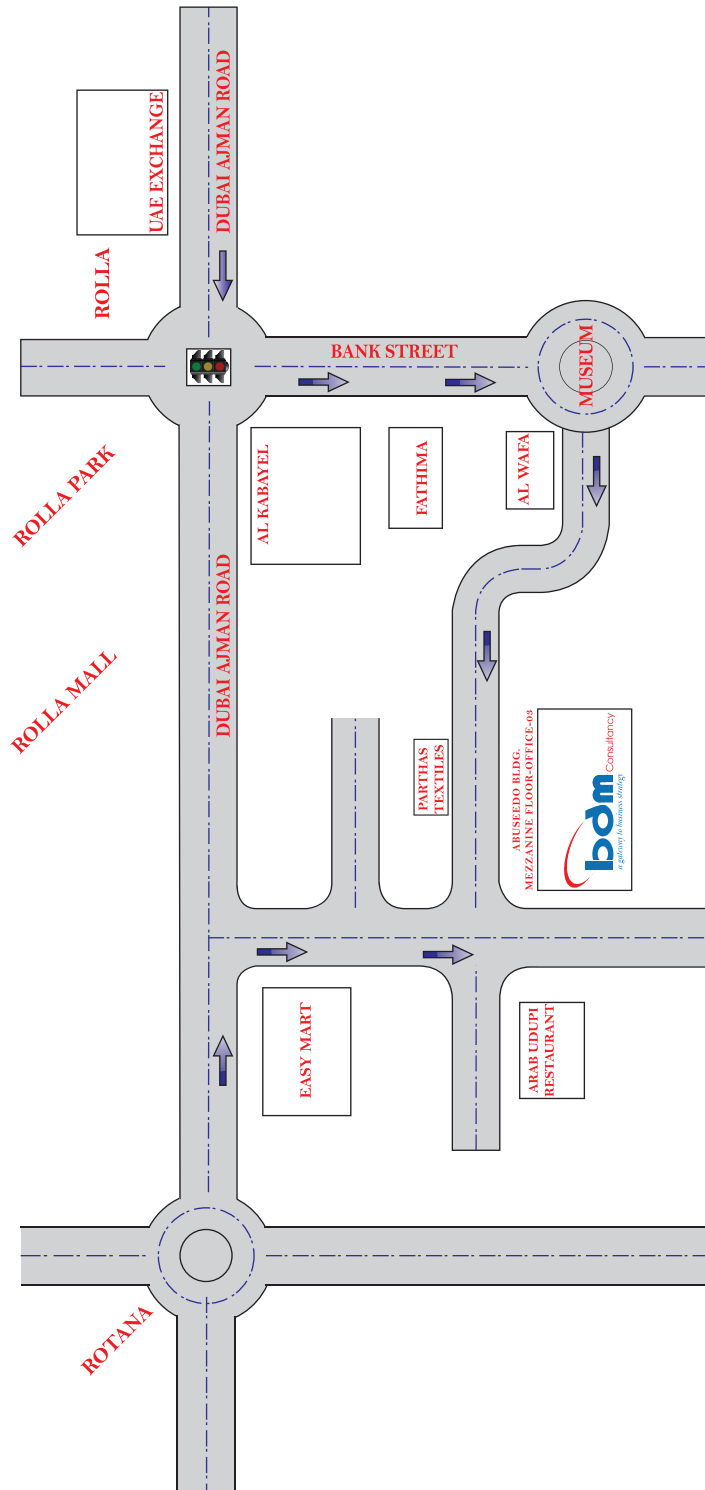 UAE EXCHANGE
DUBAI AJMAN ROAD
ROLLA
BANK STREET
MUSEUM
ROLLA PARK
AL KABAYEL
FATHIMA
AL WAFA
ROLLA MALL
DUBAI AJMAN ROAD
PARTHAS
TEXTILES
ABUSEEDO BLDG.
MEZZANINE FLOOR-OFFICE-03
bdm Consultancy
a gateway to business strategy
EASY MART
ARAB UDUPI
RESTAURANT
ROTANA